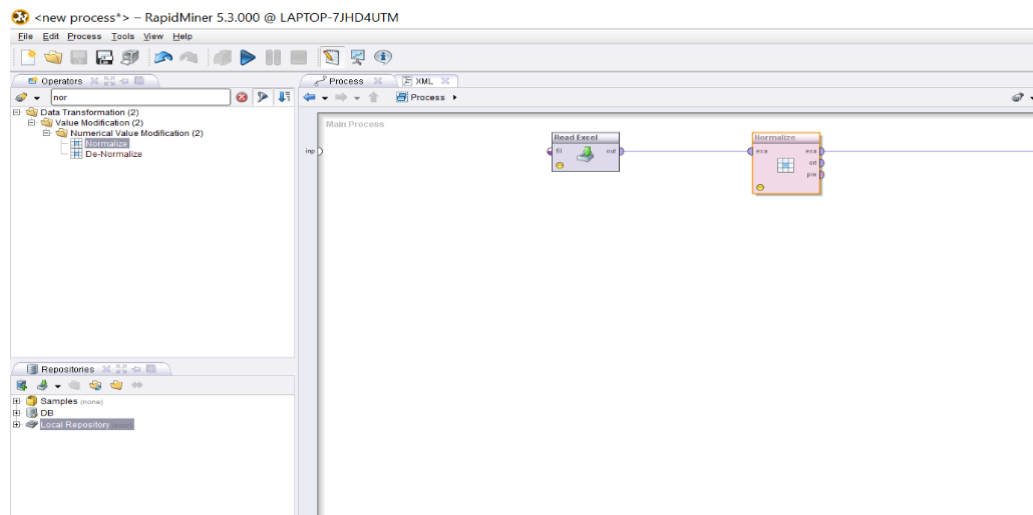 <new process*> – RapidMiner 5.3.000 @ LAPTOP-7JHD4UTM
File Edit Process Tools View Help
Operators
Process
XML
nor
Process
Data Transformation (2)
Value Modification (2)
Numerical Value Modification (2)
Normalize
De-Normalize
Main Process
inp
Read Excel
fil out
Normalize
exa exa
ori
pre
Repositories
Samples (none)
DB
Local Repository